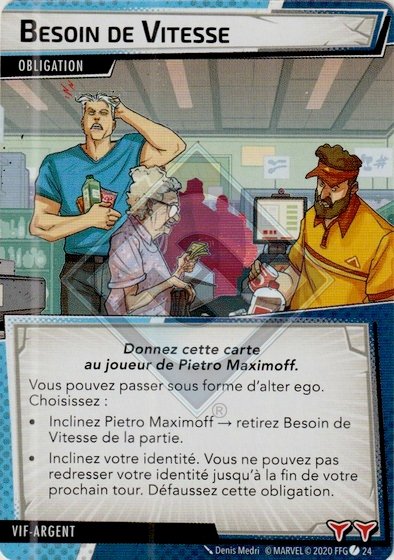 Besoin de Vitesse
OBLIGATION
Donnez cette carte
au joueur de Pietro Maximoff.
Vous pouvez passer sous forme d'alter ego.
Choisissez :
• Inclinez Pietro Maximoff → retirez Besoin de
Vitesse de la partie.
• Inclinez votre identité. Vous ne pouvez pas
redresser votre identité jusqu'à la fin de votre
prochain tour. Défaussez cette obligation.
VIF-ARGENT
Denis Medri © MARVEL © 2020 FFG 24